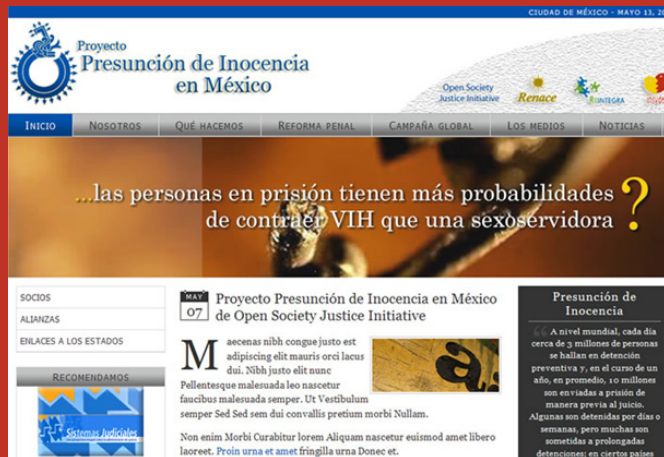 CIUDAD DE MÉXICO - MAYO 13, 20
Proyecto
Presunción de Inocencia
en México
Open Society
Justice Initiative
Renace
REINTEGRA
INICIO NOSOTROS QUÉ HACEMOS REFORMA PENAL CAMPAÑA GLOBAL LOS MEDIOS NOTICIAS
...las personas en prisión tienen más probabilidades
de contraer VIH que una sexoservidora ?
SOCIOS
ALIANZAS
ENLACES A LOS ESTADOS
RECOMENDAMOS
Sistemas Judiciales
MAY
07
Proyecto Presunción de Inocencia en México
de Open Society Justice Initiative
Maecenas nibh congue justo est
adipiscing elit mauris orci lacus
dui. Nibh justo elit nunc
Pellentesque malesuada leo nascetur
faucibus malesuada semper. Ut Vestibulum
semper Sed Sed sem dui convallis pretium morbi Nullam.
Non enim Morbi Curabitur lorem Aliquam nascetur euismod amet libero
laoreet. Proin urna et amet fringilla urna Donec et.
a
Presunción de
Inocencia
“ A nivel mundial, cada día
cerca de 3 millones de personas
se hallan en detención
preventiva y, en el curso de un
año, en promedio, 10 millones
son enviadas a prisión de
manera previa al juicio.
Algunas son detenidas por días o
semanas, pero muchas son
sometidas a prolongadas
detenciones: en ciertos países